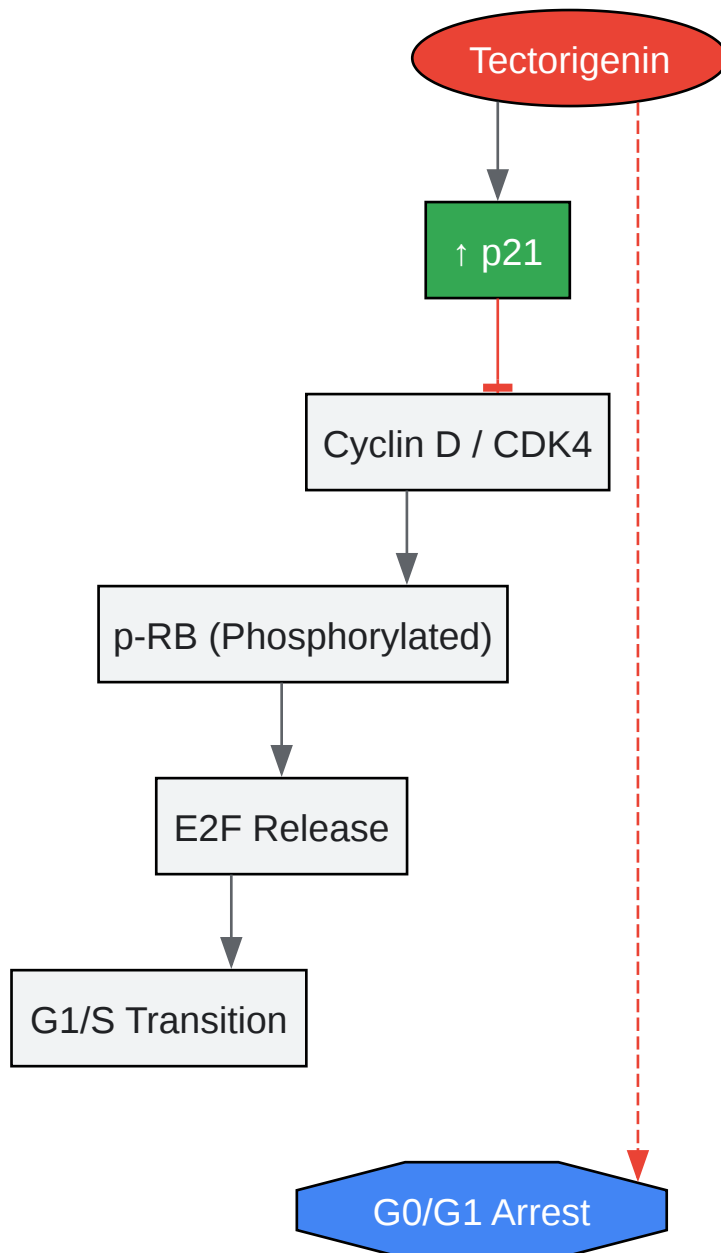 Tectorigenin
↑ p21
Cyclin D / CDK4
p-RB (Phosphorylated)
E2F Release
G1/S Transition
G0/G1 Arrest